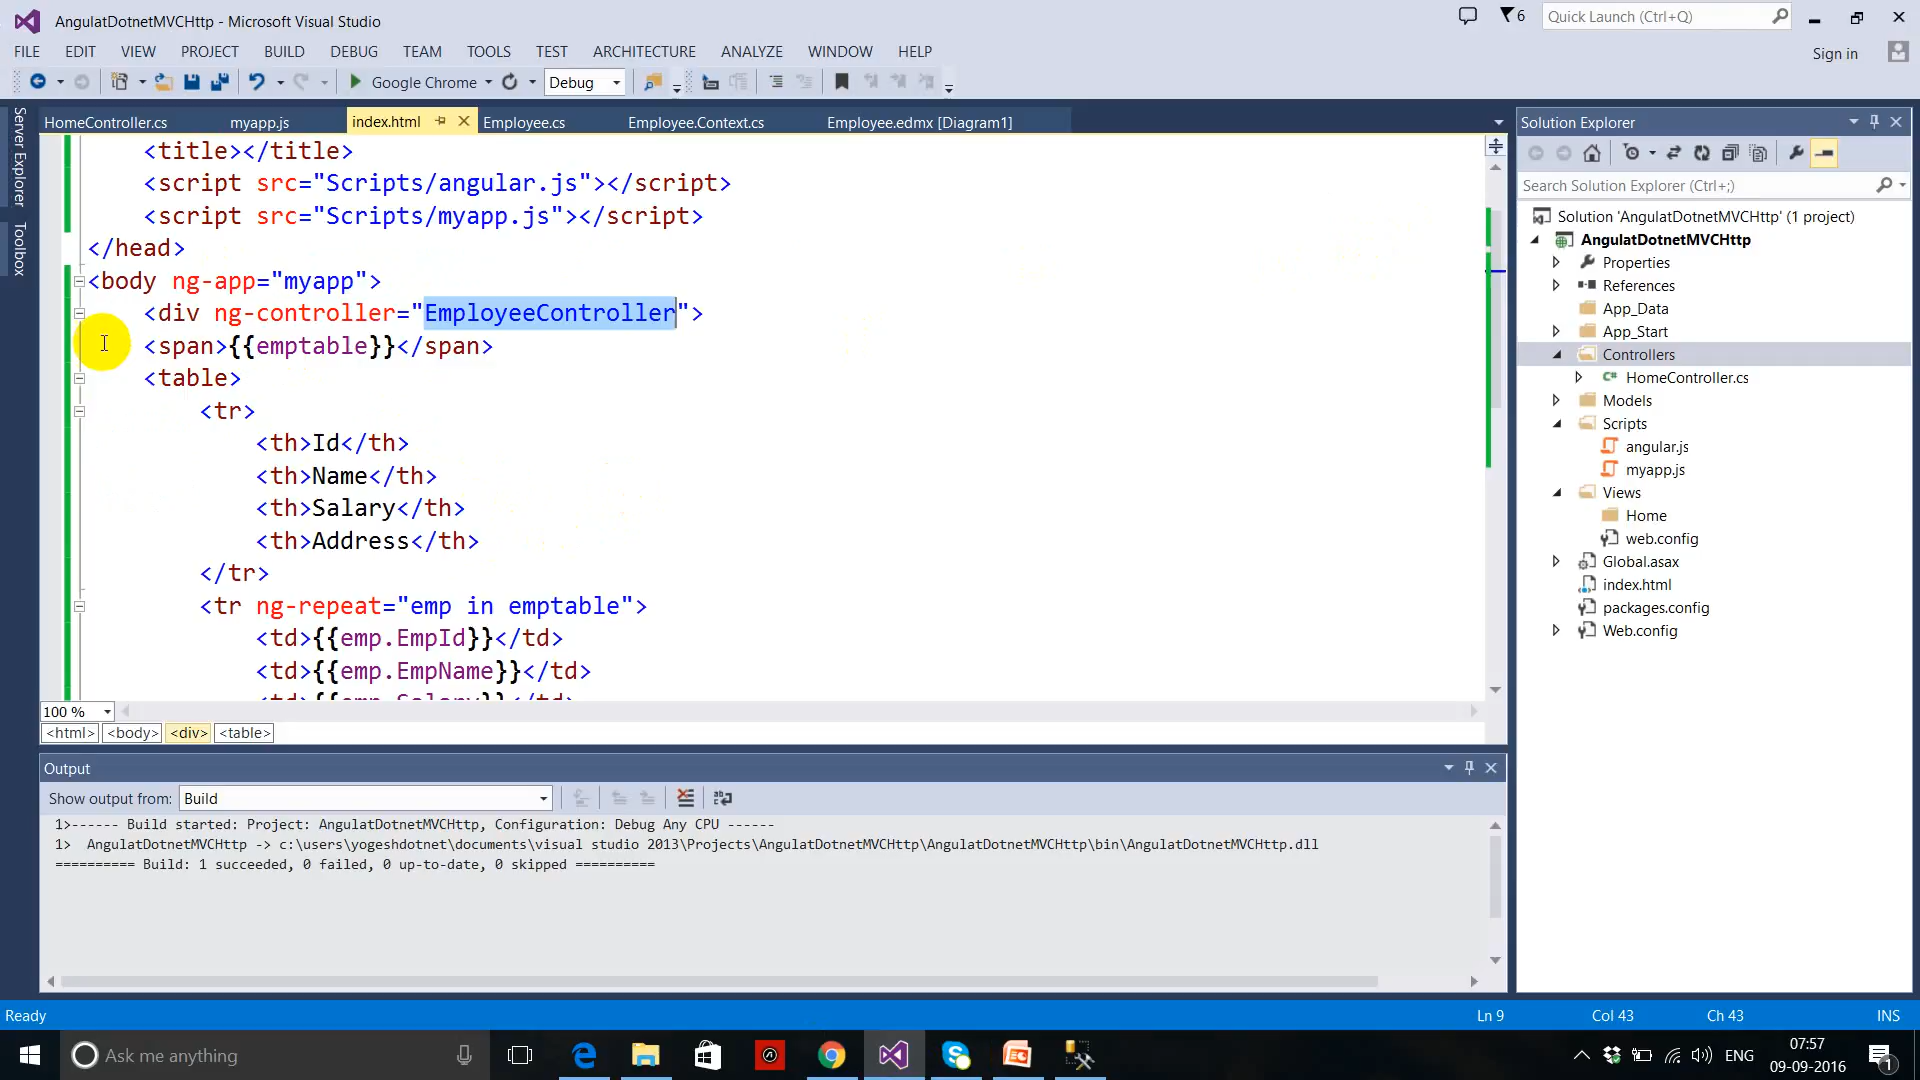 AngulatDotnetMVCHttp - Microsoft Visual Studio
6
Quick Launch (Ctrl+Q)
FILE EDIT VIEW PROJECT BUILD DEBUG TEAM TOOLS TEST ARCHITECTURE ANALYZE WINDOW HELP
Sign in
Google Chrome
Debug
Server Explorer
Toolbox
HomeController.cs myapp.js index.html Employee.cs Employee.Context.cs Employee.edmx [Diagram1]
<title></title>
<script src="Scripts/angular.js"></script>
<script src="Scripts/myapp.js"></script>
</head>
<body ng-app="myapp">
<div ng-controller="EmployeeController">
<span>{{emptable}}</span>
<table>
<tr>
<th>Id</th>
<th>Name</th>
<th>Salary</th>
<th>Address</th>
</tr>
<tr ng-repeat="emp in emptable">
<td>{{emp.EmpId}}</td>
<td>{{emp.EmpName}}</td>
<td>{{emp.Salary}}</td>
100 %
<html> <body> <div> <table>
Output
Show output from: Build
1>------ Build started: Project: AngulatDotnetMVCHttp, Configuration: Debug Any CPU ------
1>  AngulatDotnetMVCHttp -> c:\users\yogeshdotnet\documents\visual studio 2013\Projects\AngulatDotnetMVCHttp\AngulatDotnetMVCHttp\bin\AngulatDotnetMVCHttp.dll
========== Build: 1 succeeded, 0 failed, 0 up-to-date, 0 skipped ==========
Solution Explorer
Search Solution Explorer (Ctrl+;)
Solution 'AngulatDotnetMVCHttp' (1 project)
AngulatDotnetMVCHttp
Properties
References
App_Data
App_Start
Controllers
HomeController.cs
Models
Scripts
angular.js
myapp.js
Views
Home
web.config
Global.asax
index.html
packages.config
Web.config
Ready
Ln 9
Col 43
Ch 43
INS
Ask me anything
ENG
07:57
09-09-2016
1